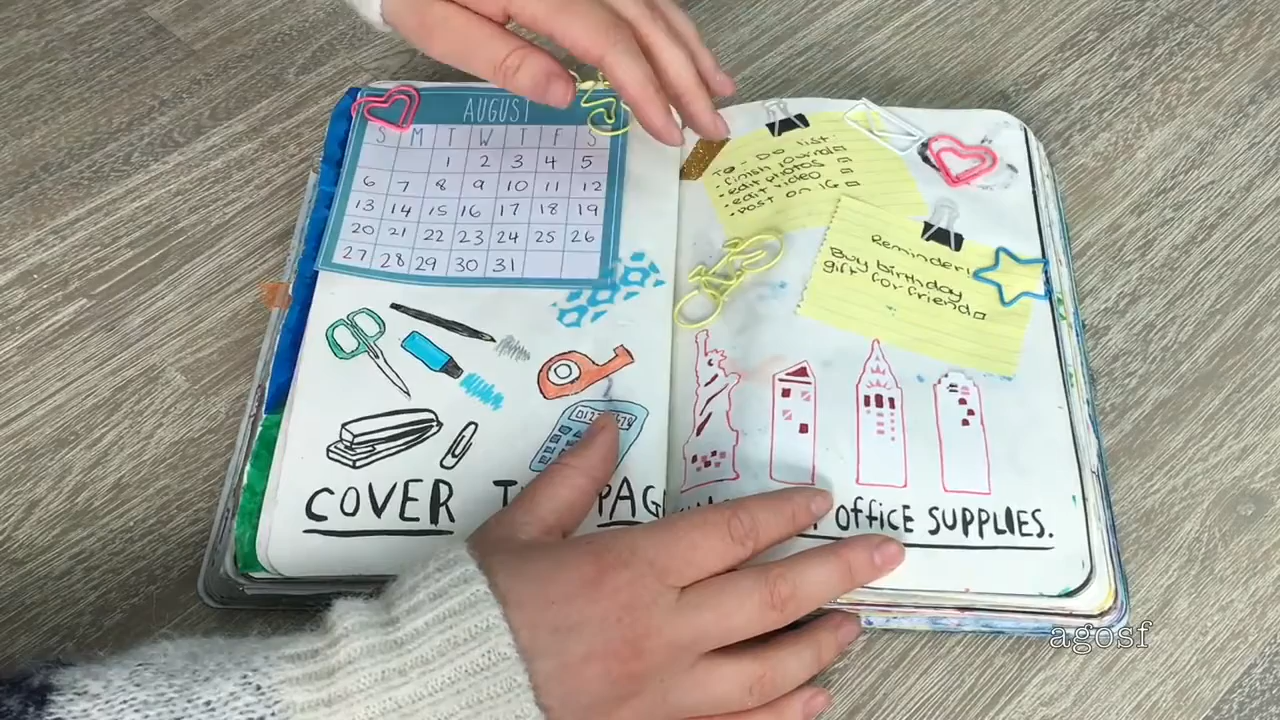 AUGUST
S M T W T F S
1 2 3 4 5
6 7 8 9 10 11 12
13 14 15 16 17 18 19
20 21 22 23 24 25 26
27 28 29 30 31
To-Do list:
-finish journal
-edit photos
-edit video
-post on IG
Reminder!
Buy birthday
gift for friend
COVER PAGE OFFICE SUPPLIES.
agosf